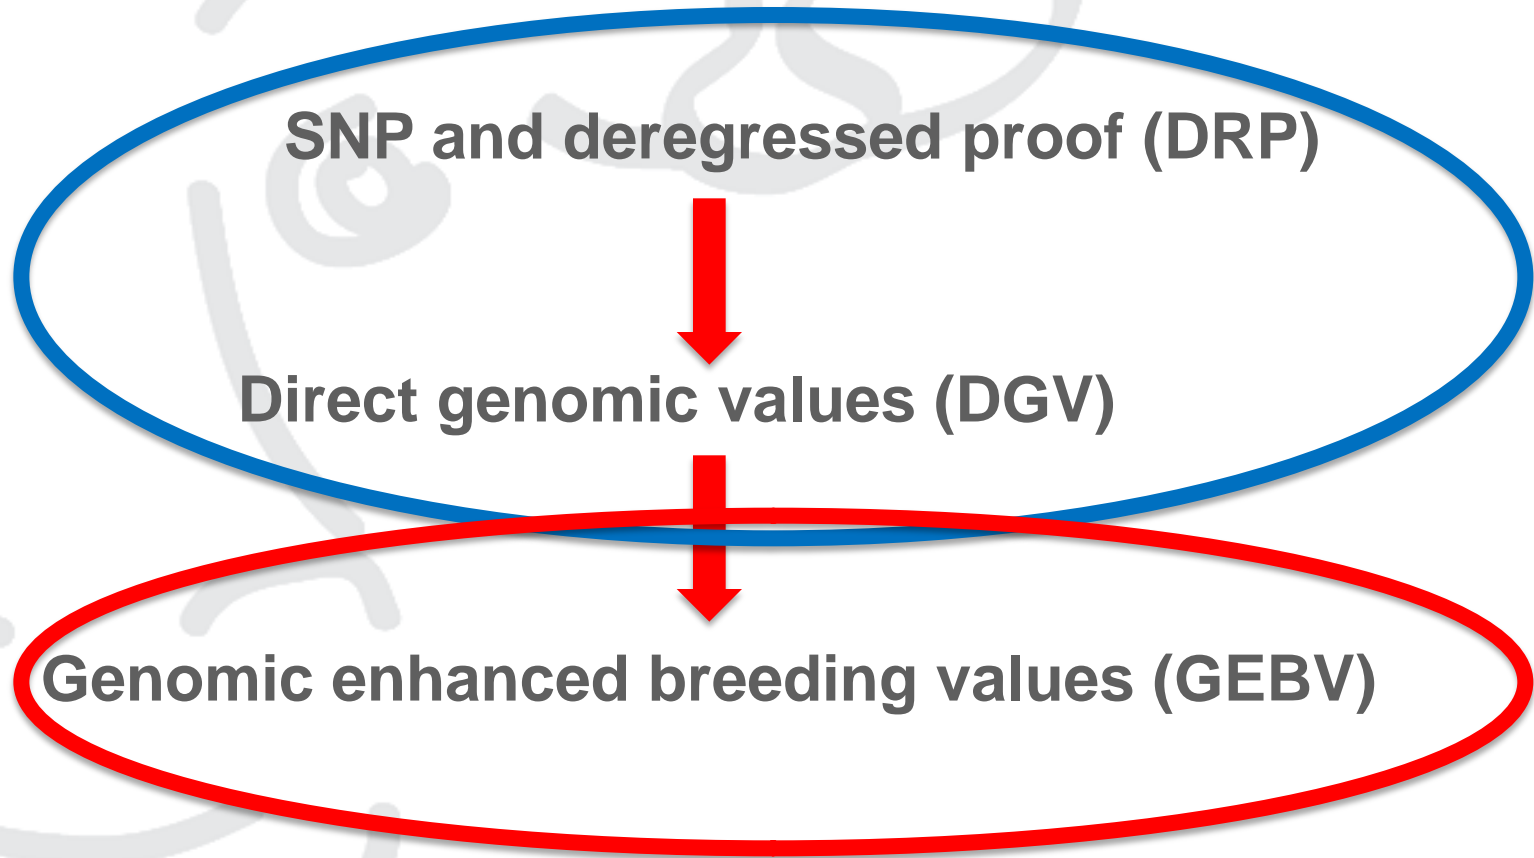 SNP and deregressed proof (DRP)
Direct genomic values (DGV)
Genomic enhanced breeding values (GEBV)